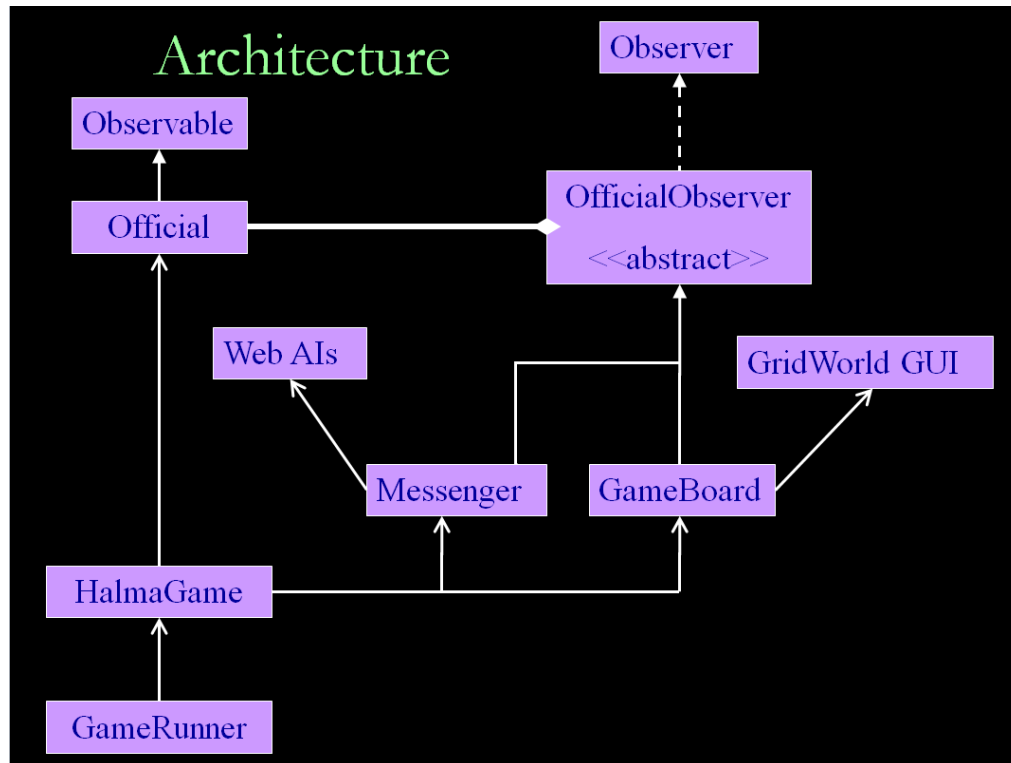 Architecture
Observer
Observable
OfficialObserver
<<abstract>>
Official
Web AIs
GridWorld GUI
Messenger
GameBoard
HalmaGame
GameRunner